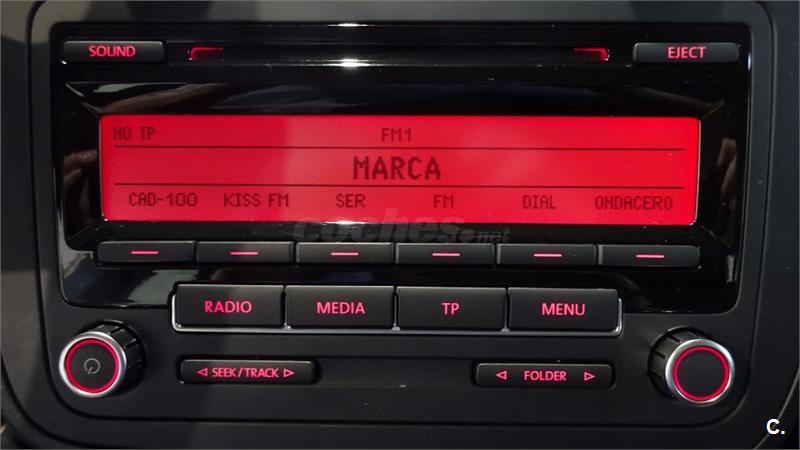 SOUND EJECT
NO TP FM1
MARCA
CAD-100 KISS FM SER FM DIAL ONDACERO
coches.net
RADIO MEDIA TP MENU
SEEK/TRACK FOLDER
C.